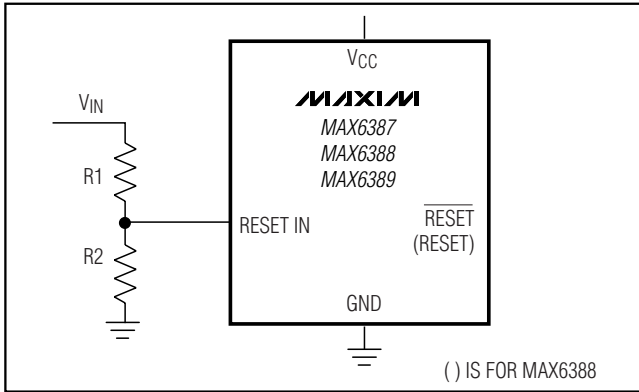 VCC
VIN
MAXIM
MAX6387
MAX6388
MAX6389
R1
RESET IN
RESET
(RESET)
R2
GND
( ) IS FOR MAX6388